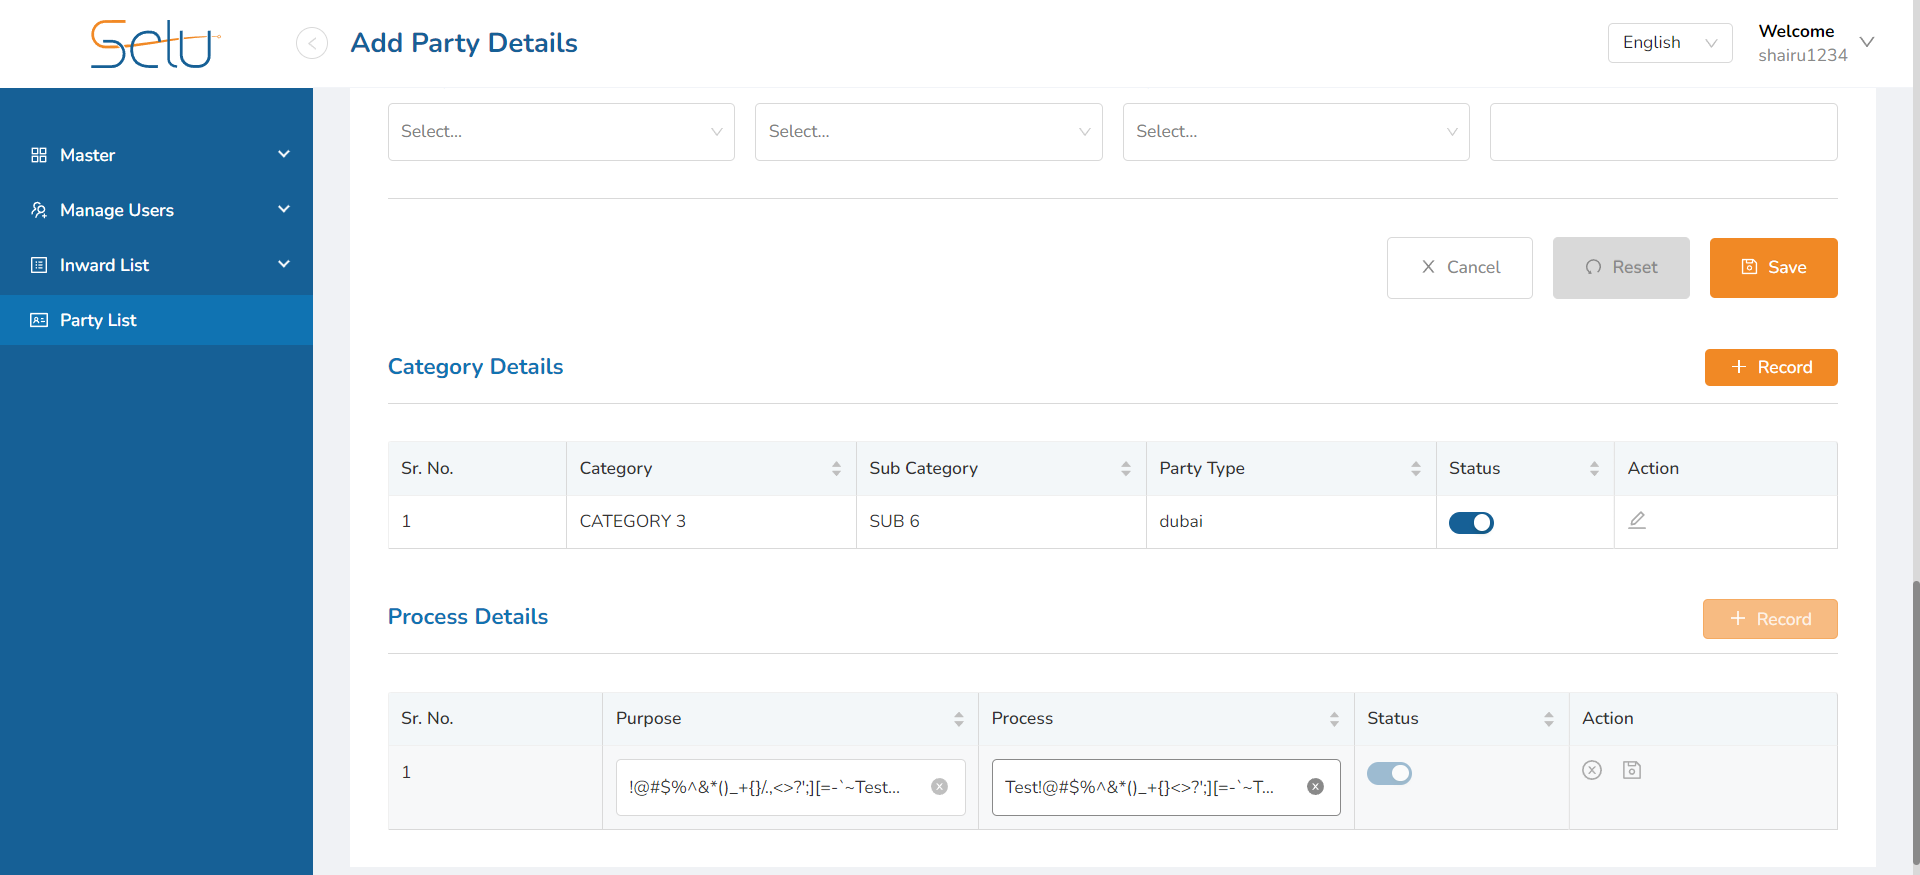 Selu
Add Party Details
English
Welcome
shairu1234
Master
Manage Users
Inward List
Party List
Select...
Select...
Select...
Cancel
Reset
Save
Category Details
Record
Sr. No.
Category
Sub Category
Party Type
Status
Action
1
CATEGORY 3
SUB 6
dubai
Process Details
Record
Sr. No.
Purpose
Process
Status
Action
1
!@#$%^&*()_+{}/.,<>?';][=-`~Test...
Test!@#$%^&*()_+{}<>?';][=-`~T...